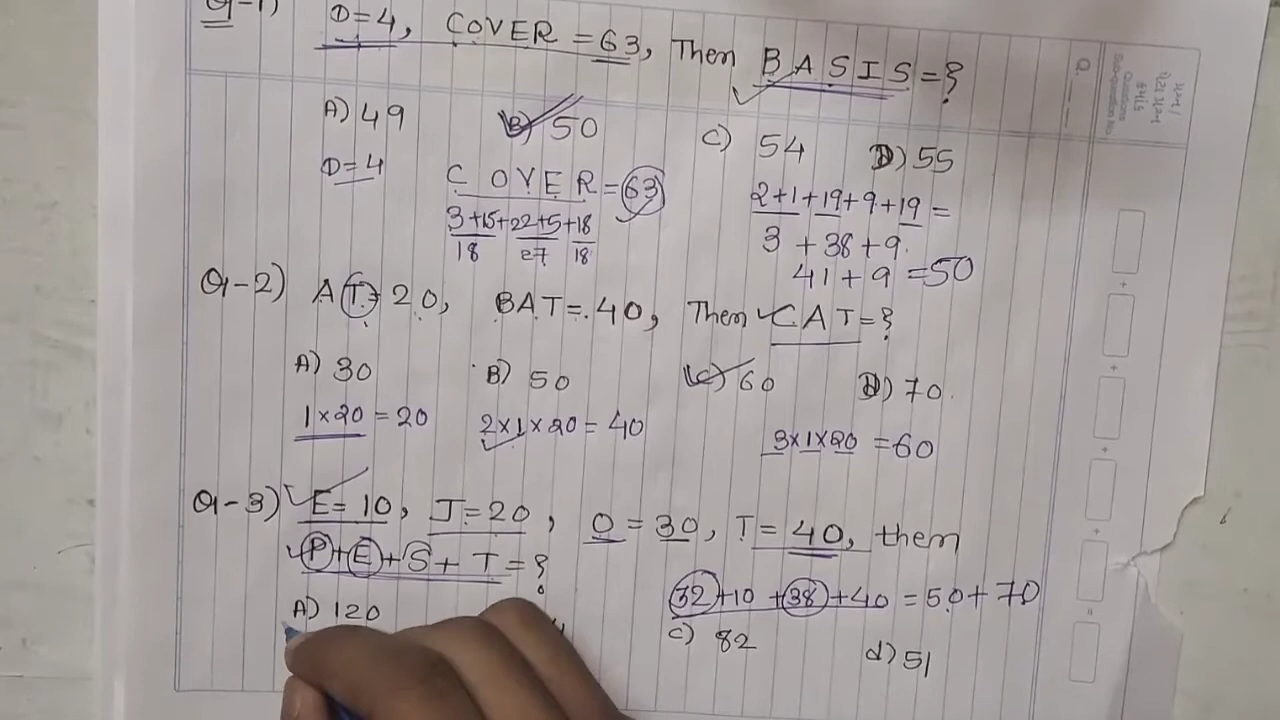 Q-1) D=4, COVER = 63, Then BASIS = ?
A) 49 B) 50 C) 54 D) 55
D=4 COVER = 63 2+1+19+9+19=
3+15+22+5+18 3 + 38 + 9
18 27 18 41 + 9 = 50
Q-2) AT = 20, BAT = 40, Then CAT = ?
A) 30 B) 50 C) 60 D) 70
1×20 = 20 2×1×20 = 40 3×1×20 = 60
Q-3) E = 10, J = 20, O = 30, T = 40, then
P+E+S+T = ?
32+10+38+40 = 50+70
A) 120 C) 82 d) 51
Q.